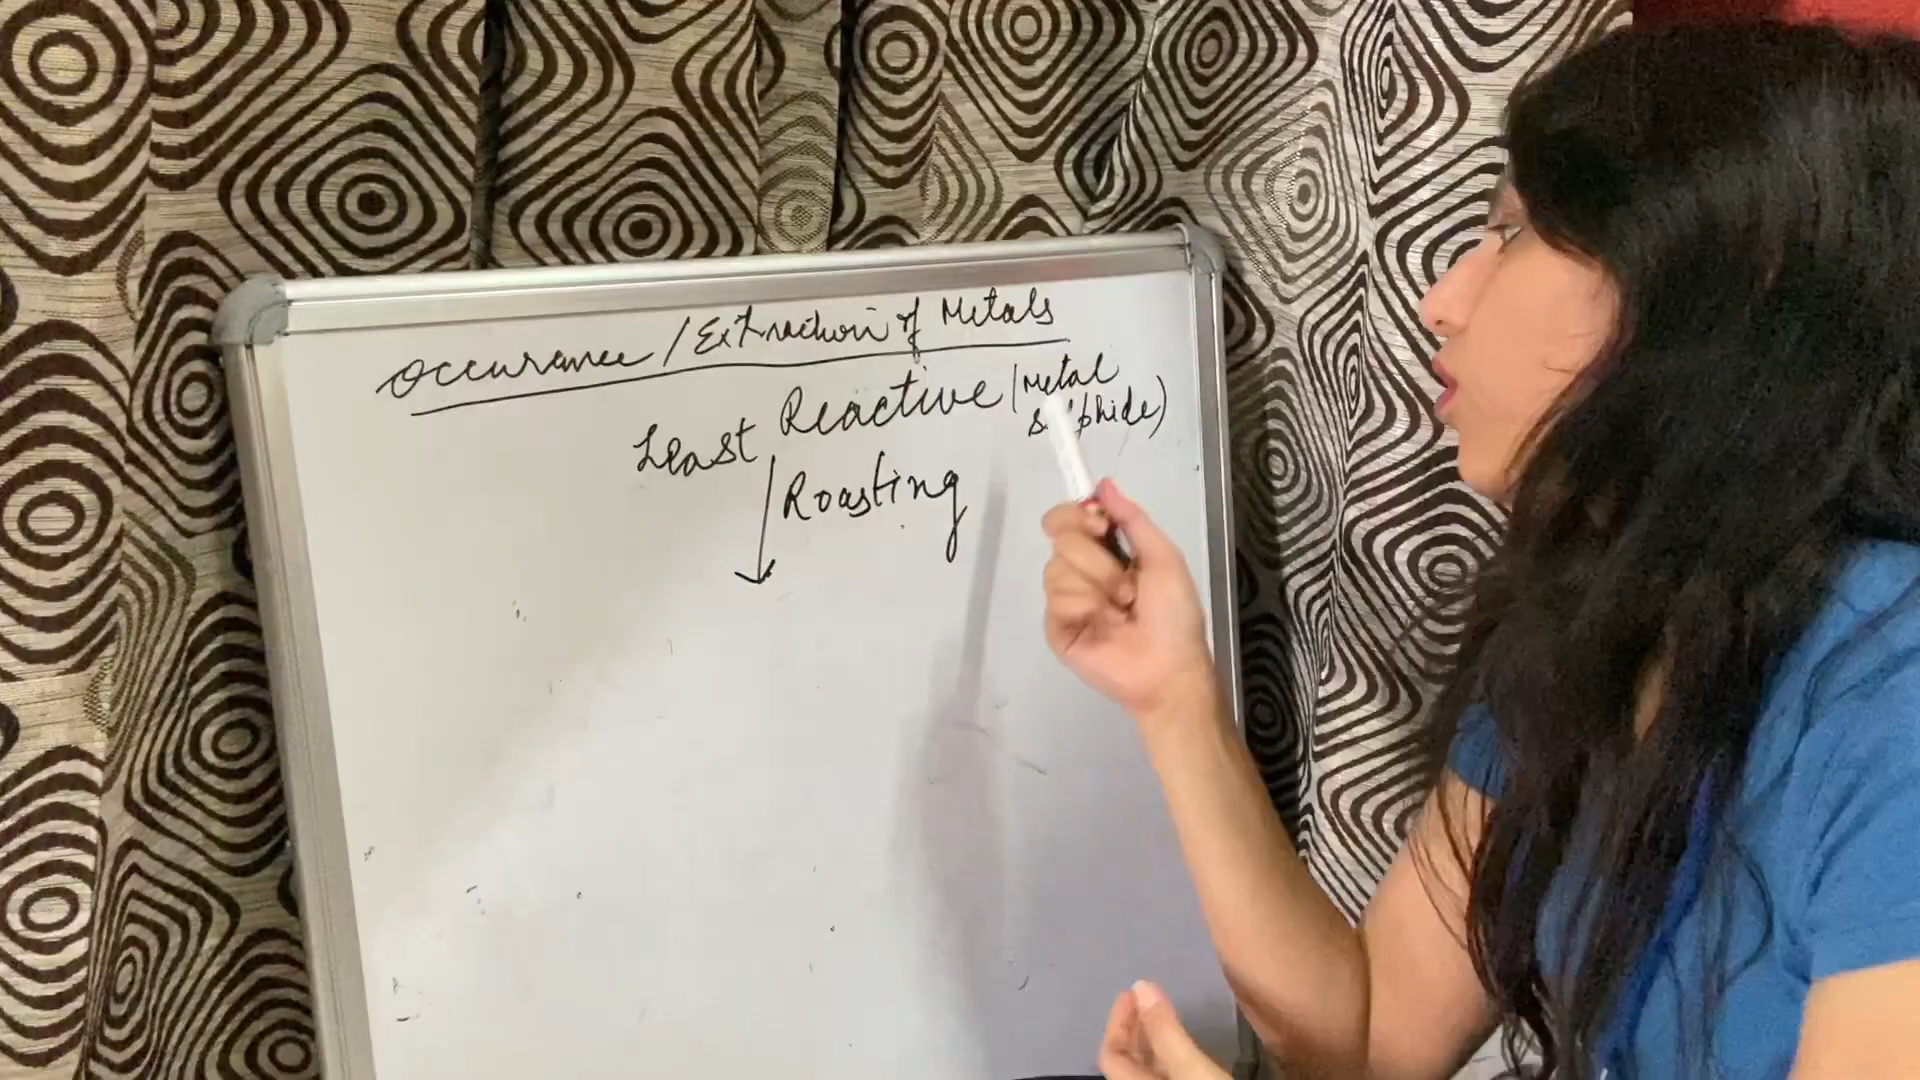 Occurance / Extraction of Metals
Least Reactive (Metal
Sulphide)
Roasting